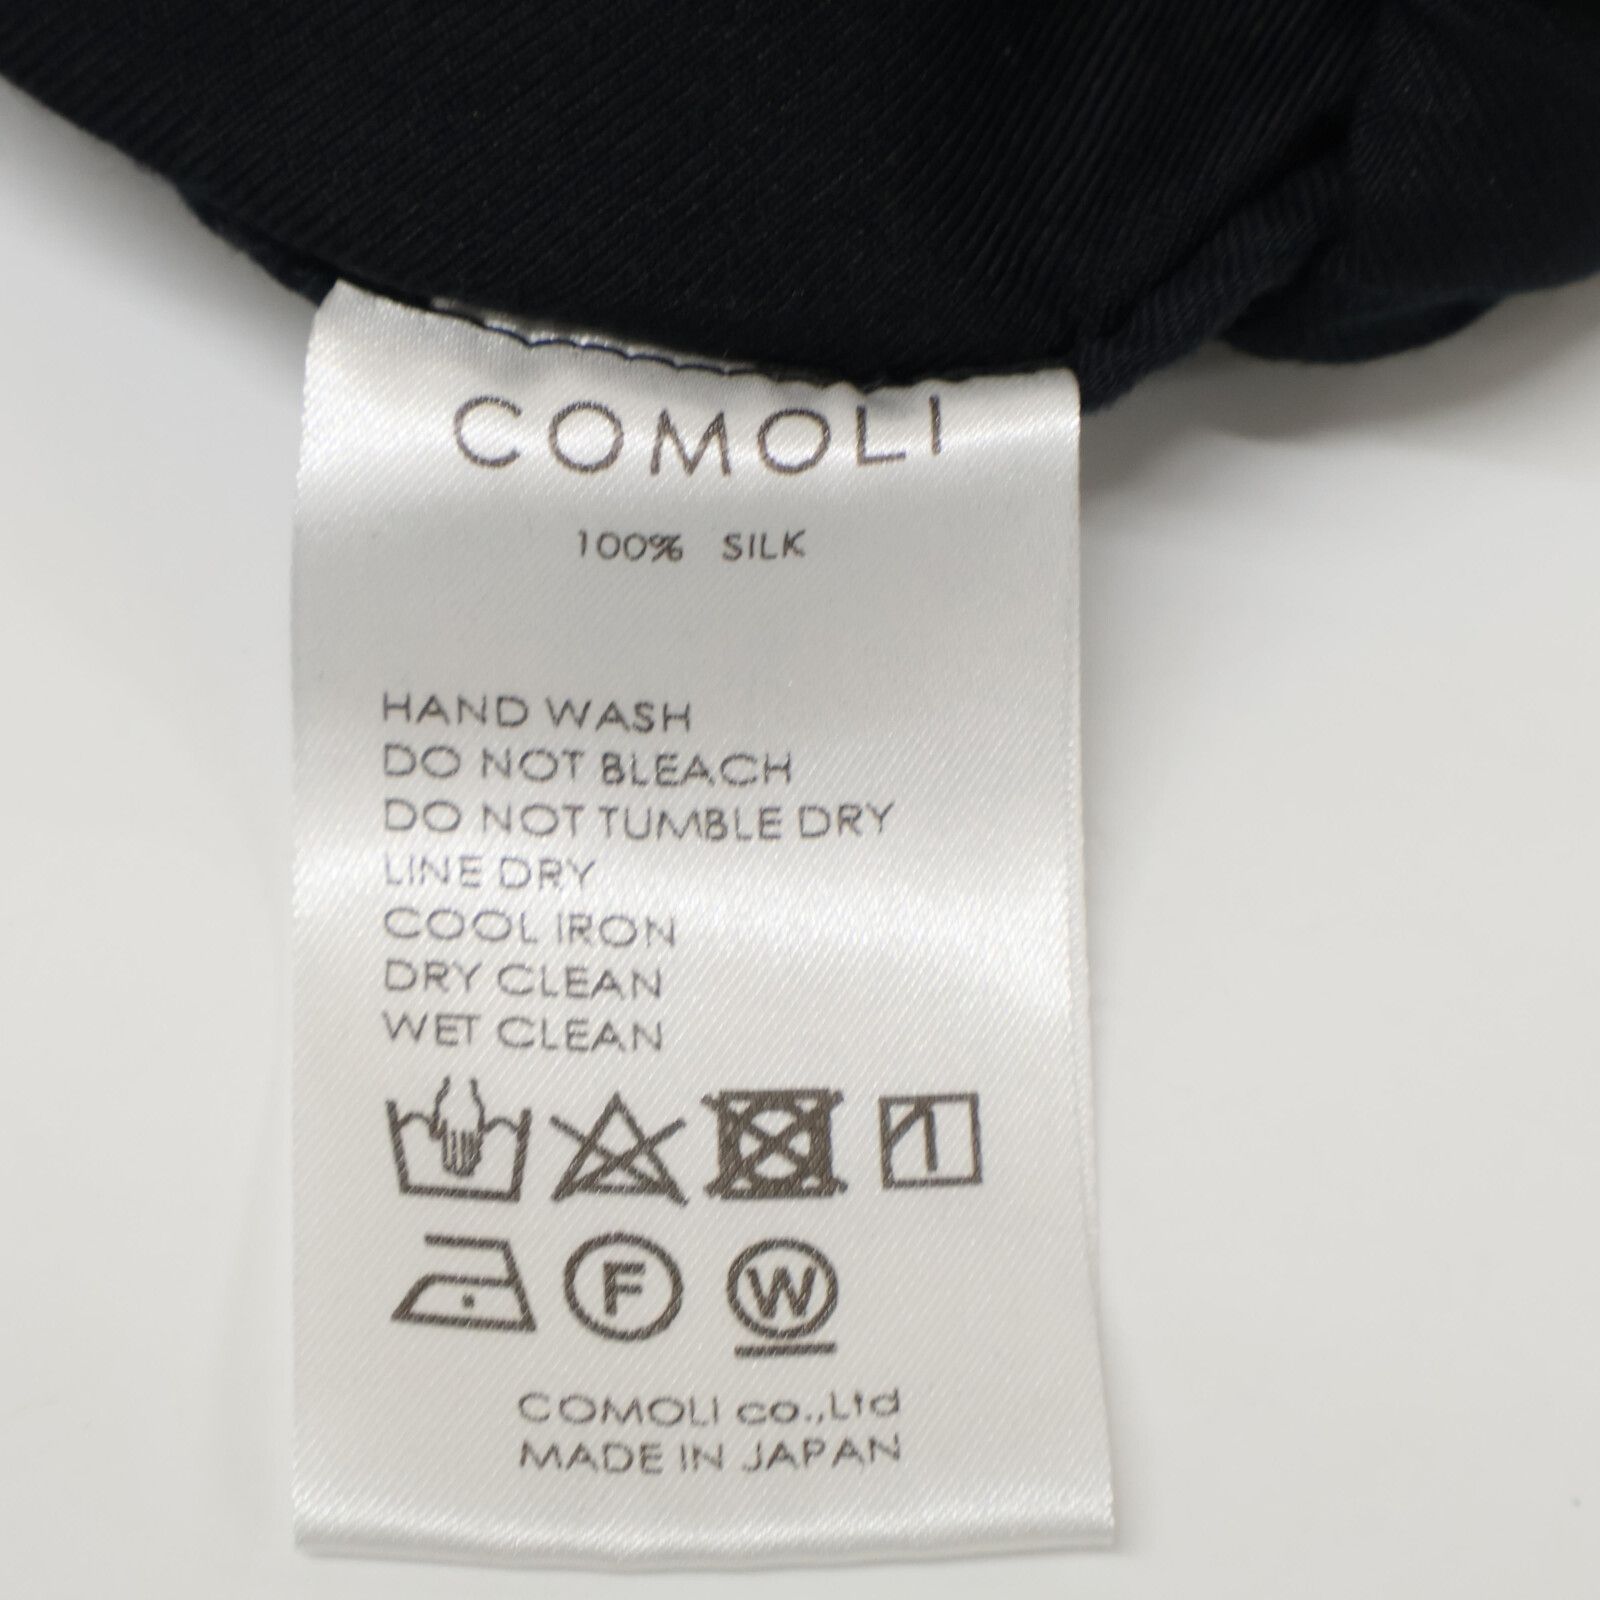 COMOLI
100% SILK
HAND WASH
DO NOT BLEACH
DO NOT TUMBLE DRY
LINE DRY
COOL IRON
DRY CLEAN
WET CLEAN
F W
COMOLI co.,Ltd
MADE IN JAPAN